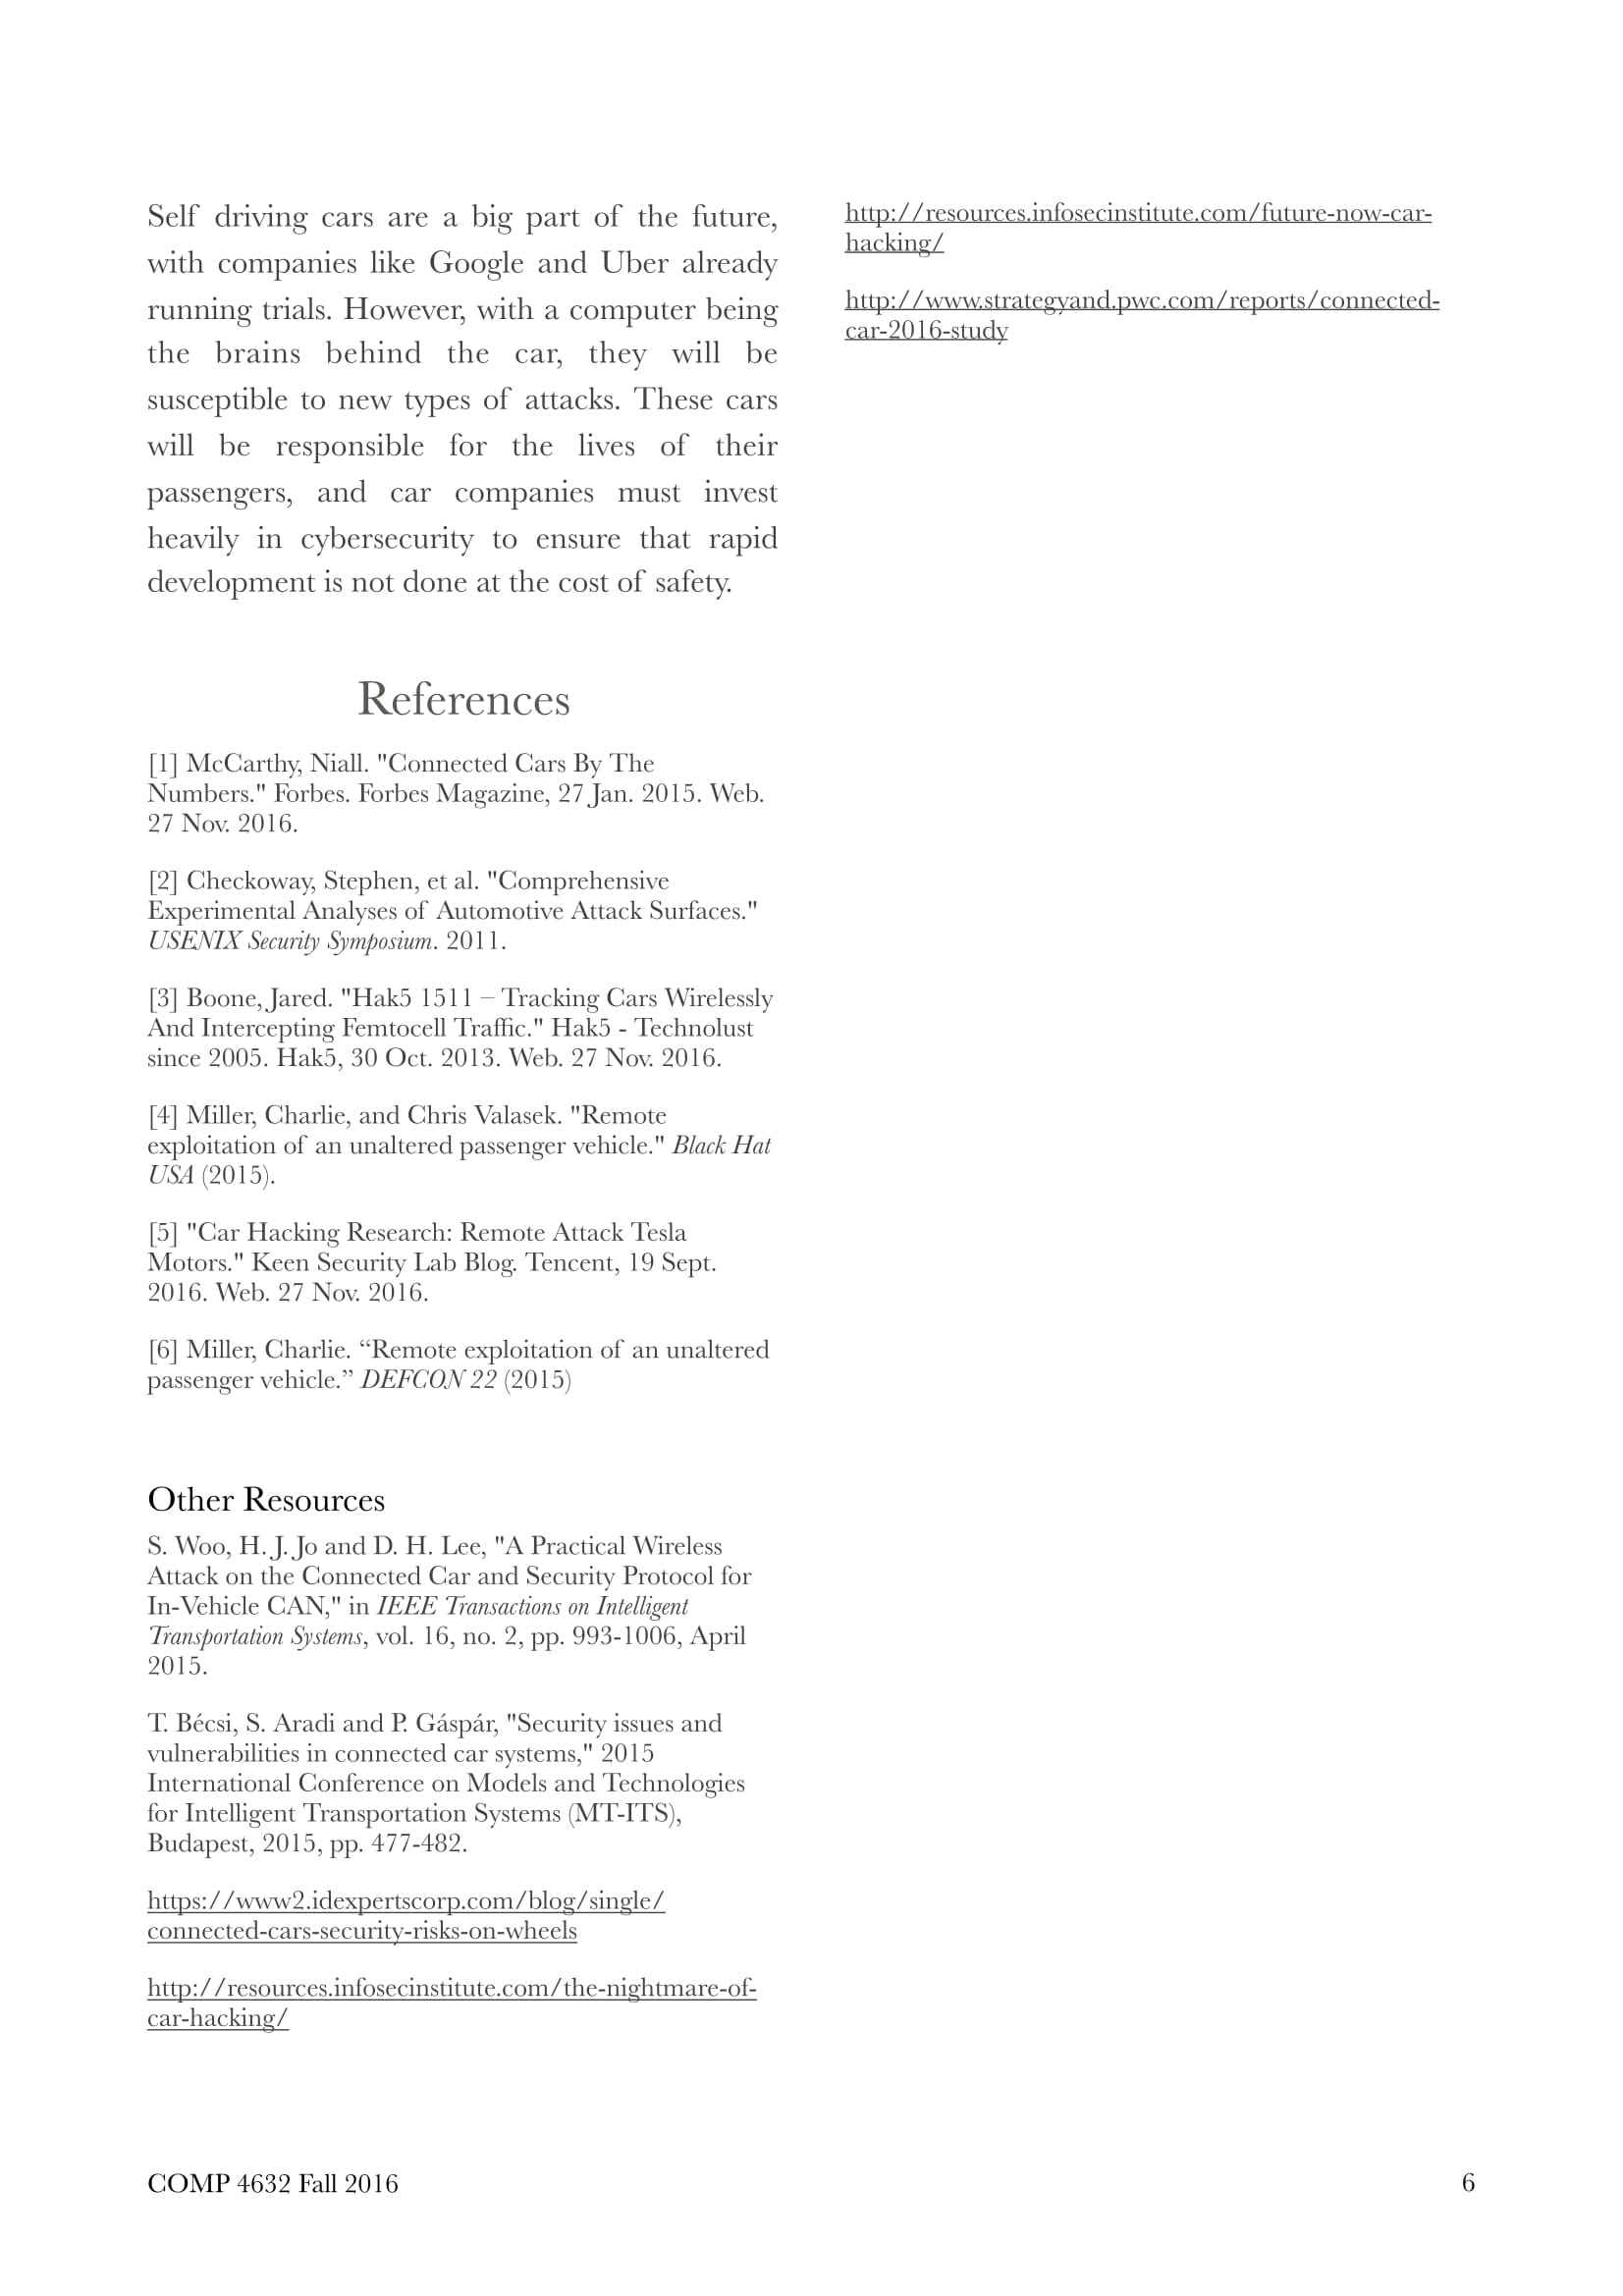 Self driving cars are a big part of the future,
with companies like Google and Uber already
running trials. However, with a computer being
the brains behind the car, they will be
susceptible to new types of attacks. These cars
will be responsible for the lives of their
passengers, and car companies must invest
heavily in cybersecurity to ensure that rapid
development is not done at the cost of safety.
References
[1] McCarthy, Niall. "Connected Cars By The
Numbers." Forbes. Forbes Magazine, 27 Jan. 2015. Web.
27 Nov. 2016.
[2] Checkoway, Stephen, et al. "Comprehensive
Experimental Analyses of Automotive Attack Surfaces."
USENIX Security Symposium. 2011.
[3] Boone, Jared. "Hak5 1511 – Tracking Cars Wirelessly
And Intercepting Femtocell Traffic." Hak5 - Technolust
since 2005. Hak5, 30 Oct. 2013. Web. 27 Nov. 2016.
[4] Miller, Charlie, and Chris Valasek. "Remote
exploitation of an unaltered passenger vehicle." Black Hat
USA (2015).
[5] "Car Hacking Research: Remote Attack Tesla
Motors." Keen Security Lab Blog. Tencent, 19 Sept.
2016. Web. 27 Nov. 2016.
[6] Miller, Charlie. “Remote exploitation of an unaltered
passenger vehicle.” DEFCON 22 (2015)
Other Resources
S. Woo, H. J. Jo and D. H. Lee, "A Practical Wireless
Attack on the Connected Car and Security Protocol for
In-Vehicle CAN," in IEEE Transactions on Intelligent
Transportation Systems, vol. 16, no. 2, pp. 993-1006, April
2015.
T. Bécsi, S. Aradi and P. Gáspár, "Security issues and
vulnerabilities in connected car systems," 2015
International Conference on Models and Technologies
for Intelligent Transportation Systems (MT-ITS),
Budapest, 2015, pp. 477-482.
https://www2.idexpertscorp.com/blog/single/
connected-cars-security-risks-on-wheels
http://resources.infosecinstitute.com/the-nightmare-of-
car-hacking/
http://resources.infosecinstitute.com/future-now-car-
hacking/
http://www.strategyand.pwc.com/reports/connected-
car-2016-study
COMP 4632 Fall 2016
6